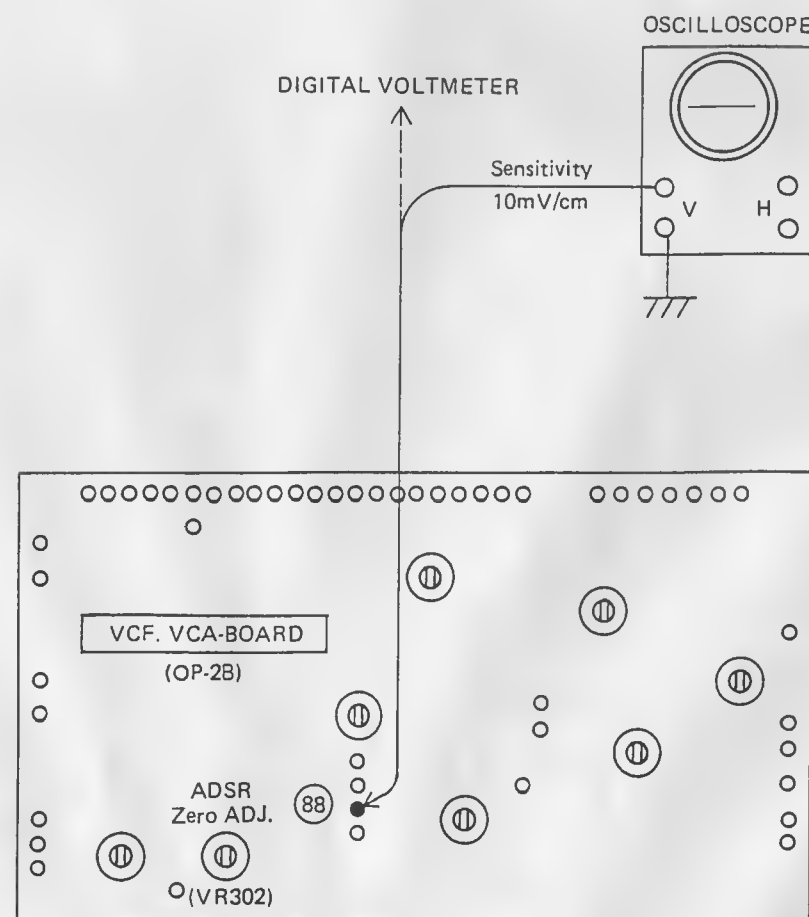 OSCILLOSCOPE
DIGITAL VOLTMETER
Sensitivity
10mV/cm
V
H
VCF. VCA-BOARD
(OP-2B)
ADSR
Zero ADJ.
88
(VR302)